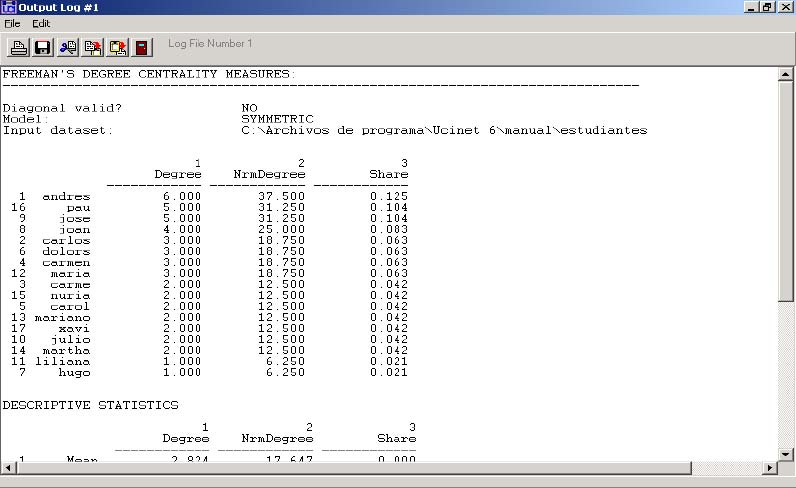 Output Log #1
File Edit
Log File Number 1
FREEMAN'S DEGREE CENTRALITY MEASURES:
--------------------------------------------------------------------------------
Diagonal valid? NO
Model: SYMMETRIC
Input dataset: C:\Archivos de programa\Ucinet 6\manual\estudiantes
1 2 3
Degree NrmDegree Share
------------ ------------ ------------
1 andres 6.000 37.500 0.125
16 pau 5.000 31.250 0.104
9 jose 5.000 31.250 0.104
8 joan 4.000 25.000 0.083
2 carlos 3.000 18.750 0.063
6 dolors 3.000 18.750 0.063
4 carmen 3.000 18.750 0.063
12 maria 3.000 18.750 0.063
3 carme 2.000 12.500 0.042
15 nuria 2.000 12.500 0.042
5 carol 2.000 12.500 0.042
13 mariano 2.000 12.500 0.042
17 xavi 2.000 12.500 0.042
10 julio 2.000 12.500 0.042
14 martha 2.000 12.500 0.042
11 liliana 1.000 6.250 0.021
7 hugo 1.000 6.250 0.021
DESCRIPTIVE STATISTICS
1 2 3
Degree NrmDegree Share
------------ ------------ ------------
1 Mean 2.824 17.647 0.000